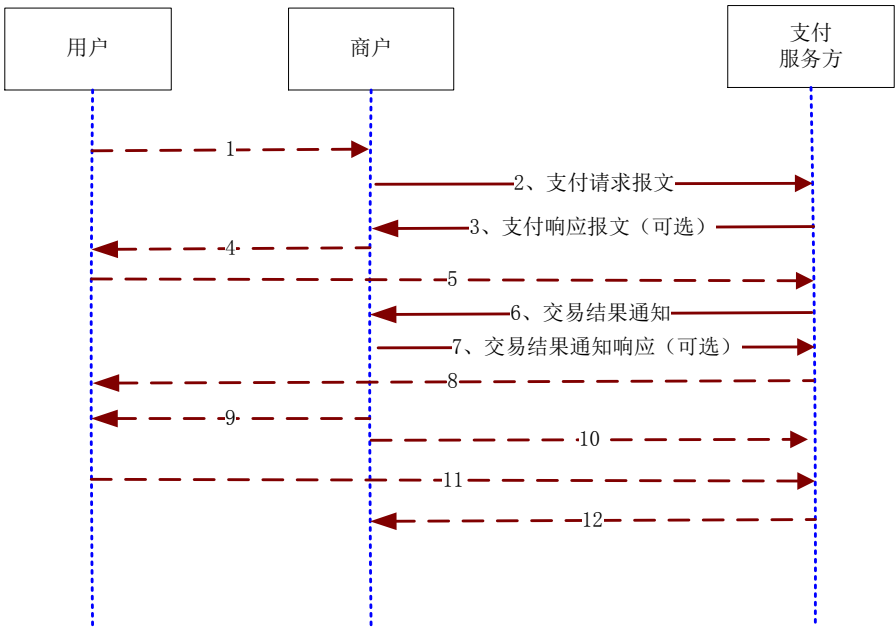 用户
商户
支付
服务方
1
2、支付请求报文
3、支付响应报文（可选）
4
5
6、交易结果通知
7、交易结果通知响应（可选）
8
9
10
11
12